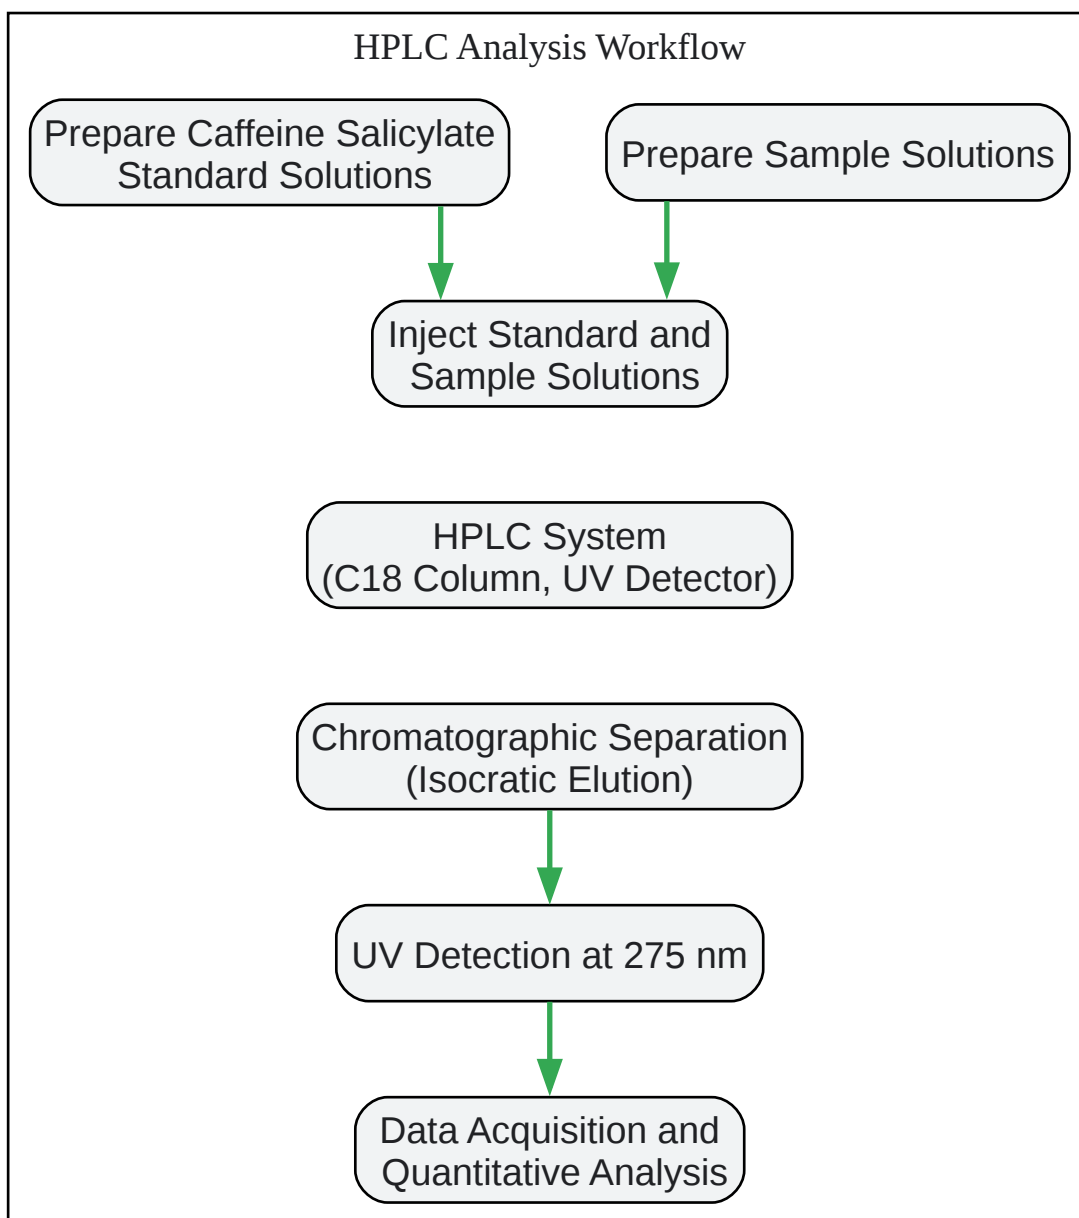 HPLC Analysis Workflow
Prepare Caffeine Salicylate
Standard Solutions
Prepare Sample Solutions
Inject Standard and
Sample Solutions
HPLC System
(C18 Column, UV Detector)
Chromatographic Separation
(Isocratic Elution)
UV Detection at 275 nm
Data Acquisition and
Quantitative Analysis